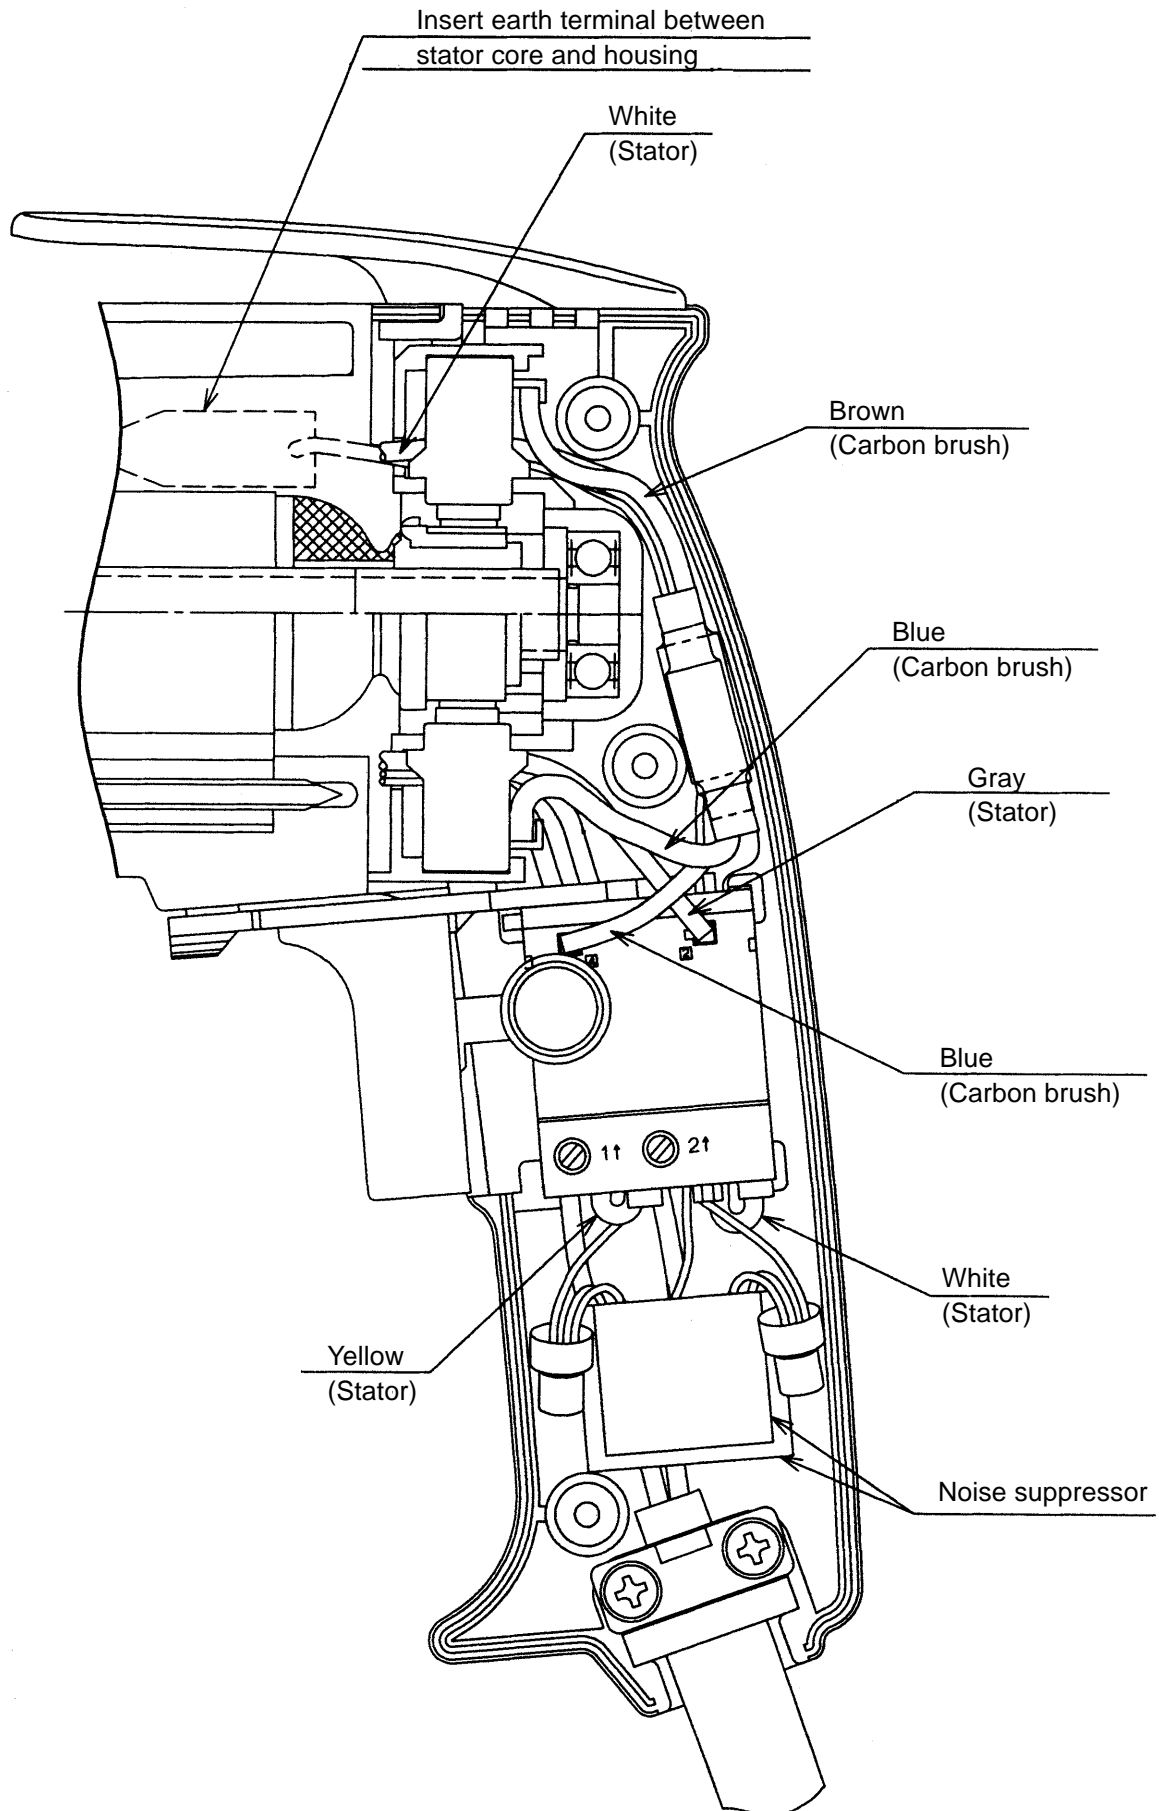 Insert earth terminal between
stator core and housing
White
(Stator)
Brown
(Carbon brush)
Blue
(Carbon brush)
Gray
(Stator)
Blue
(Carbon brush)
1↑ 2↑
White
(Stator)
Yellow
(Stator)
Noise suppressor